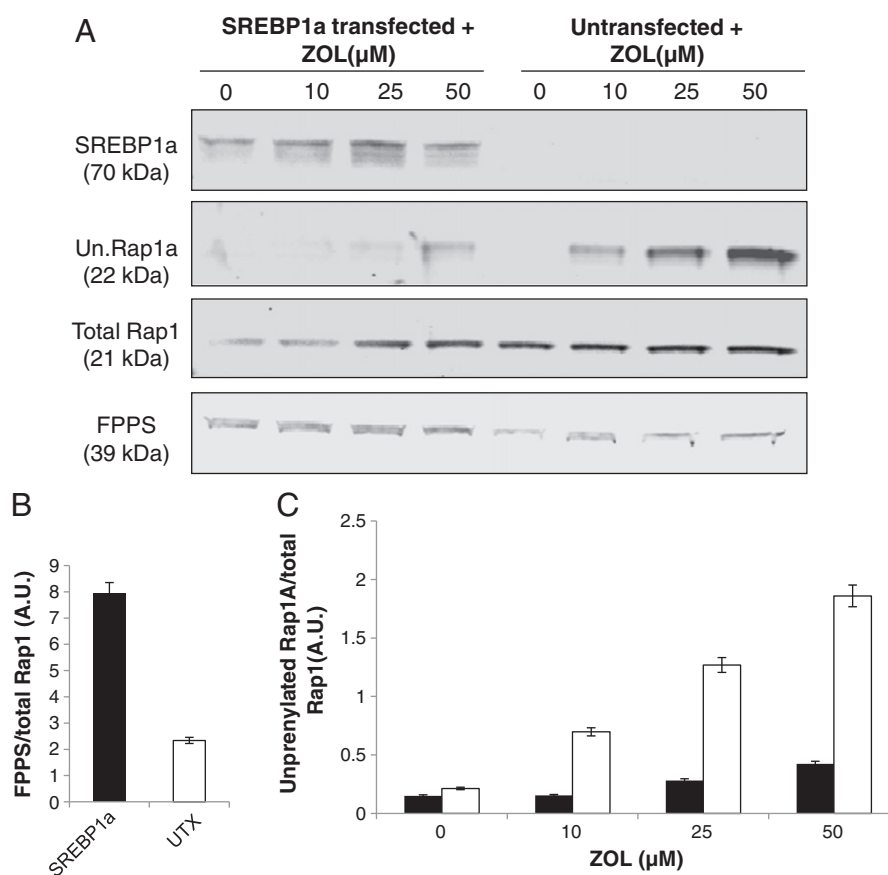 A
SREBP1a transfected +
ZOL(µM)
Untransfected +
ZOL(µM)
0 10 25 50 0 10 25 50
SREBP1a
(70 kDa)
Un.Rap1a
(22 kDa)
Total Rap1
(21 kDa)
FPPS
(39 kDa)
B
FPPS/total Rap1 (A.U.)
9
8
7
6
5
4
3
2
1
0
SREBP1a
UTX
C
Unprenylated Rap1A/total
Rap1(A.U.)
2.5
2
1.5
1
0.5
0
0 10 25 50
ZOL (µM)